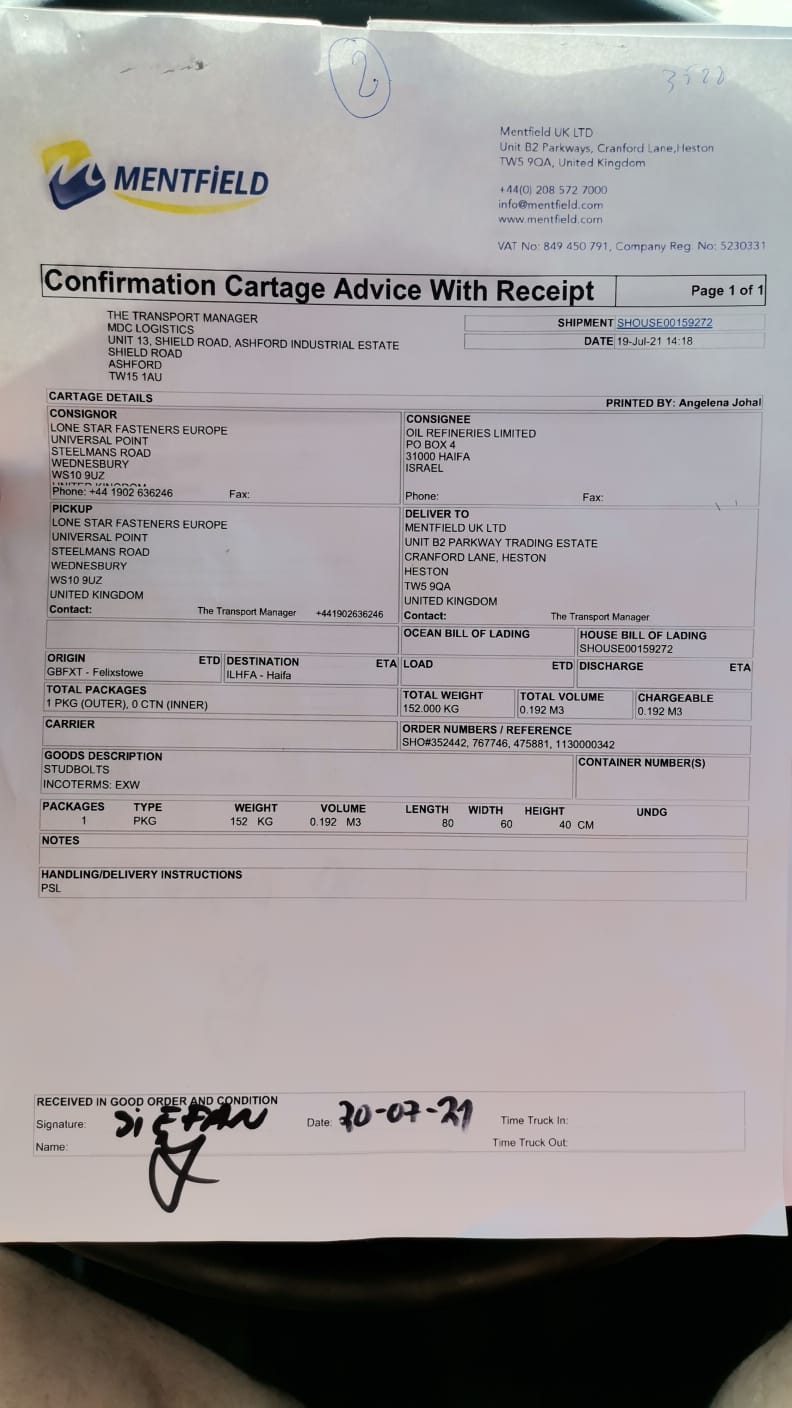 2
MENTFiELD
Mentfield UK LTD
Unit B2 Parkways, Cranford Lane,Heston
TW5 9QA, United Kingdom
+44(0) 208 572 7000
info@mentfield.com
www.mentfield.com
VAT No: 849 450 791, Company Reg. No: 5230331
Confirmation Cartage Advice With Receipt
Page 1 of 1
THE TRANSPORT MANAGER
MDC LOGISTICS
UNIT 13, SHIELD ROAD, ASHFORD INDUSTRIAL ESTATE
SHIELD ROAD
ASHFORD
TW15 1AU
SHIPMENT SHOUSE00159272
DATE 19-Jul-21 14:18
CARTAGE DETAILS
PRINTED BY: Angelena Johal
CONSIGNOR
LONE STAR FASTENERS EUROPE
UNIVERSAL POINT
STEELMANS ROAD
WEDNESBURY
WS10 9UZ
UNITED KINGDOM
Phone: +44 1902 636246 Fax:
CONSIGNEE
OIL REFINERIES LIMITED
PO BOX 4
31000 HAIFA
ISRAEL
Phone: Fax:
PICKUP
LONE STAR FASTENERS EUROPE
UNIVERSAL POINT
STEELMANS ROAD
WEDNESBURY
WS10 9UZ
UNITED KINGDOM
Contact: The Transport Manager +441902636246
DELIVER TO
MENTFIELD UK LTD
UNIT B2 PARKWAY TRADING ESTATE
CRANFORD LANE, HESTON
HESTON
TW5 9QA
UNITED KINGDOM
Contact: The Transport Manager
OCEAN BILL OF LADING
HOUSE BILL OF LADING
SHOUSE00159272
ORIGIN ETD
GBFXT - Felixstowe
DESTINATION ETA
ILHFA - Haifa
LOAD ETD
DISCHARGE ETA
TOTAL PACKAGES
1 PKG (OUTER), 0 CTN (INNER)
TOTAL WEIGHT
152.000 KG
TOTAL VOLUME
0.192 M3
CHARGEABLE
0.192 M3
CARRIER
ORDER NUMBERS / REFERENCE
SHO#352442, 767746, 475881, 1130000342
GOODS DESCRIPTION
STUDBOLTS
INCOTERMS: EXW
CONTAINER NUMBER(S)
PACKAGES TYPE WEIGHT VOLUME LENGTH WIDTH HEIGHT UNDG
1 PKG 152 KG 0.192 M3 80 60 40 CM
NOTES
HANDLING/DELIVERY INSTRUCTIONS
PSL
RECEIVED IN GOOD ORDER AND CONDITION
Signature:
Date: 20-07-21
Time Truck In:
Name:
Time Truck Out: